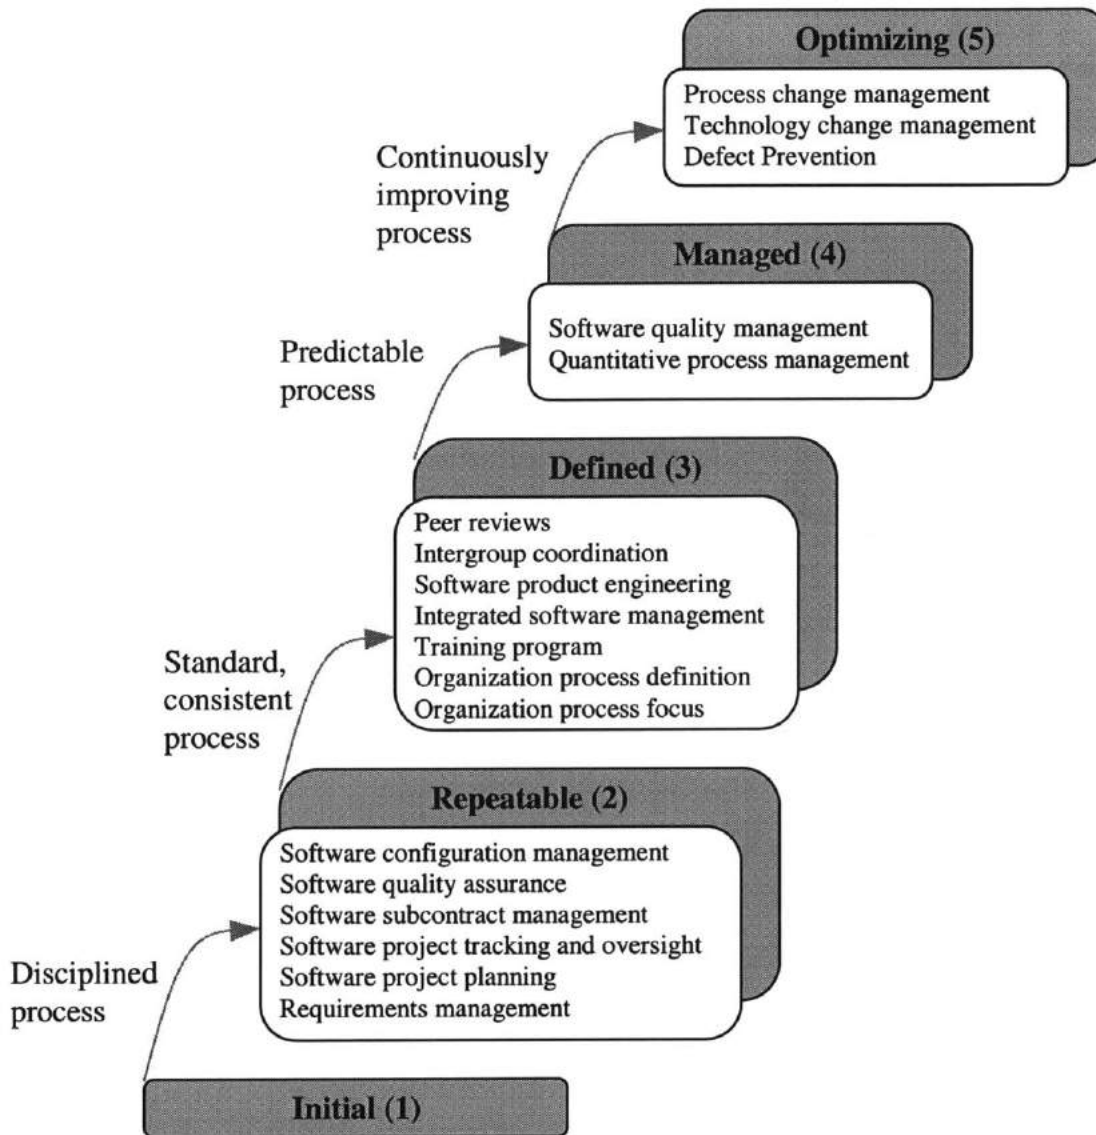 Optimizing (5)
Process change management
Technology change management
Defect Prevention
Continuously
improving
process
Managed (4)
Software quality management
Quantitative process management
Predictable
process
Defined (3)
Peer reviews
Intergroup coordination
Software product engineering
Integrated software management
Training program
Organization process definition
Organization process focus
Standard,
consistent
process
Repeatable (2)
Software configuration management
Software quality assurance
Software subcontract management
Software project tracking and oversight
Software project planning
Requirements management
Disciplined
process
Initial (1)